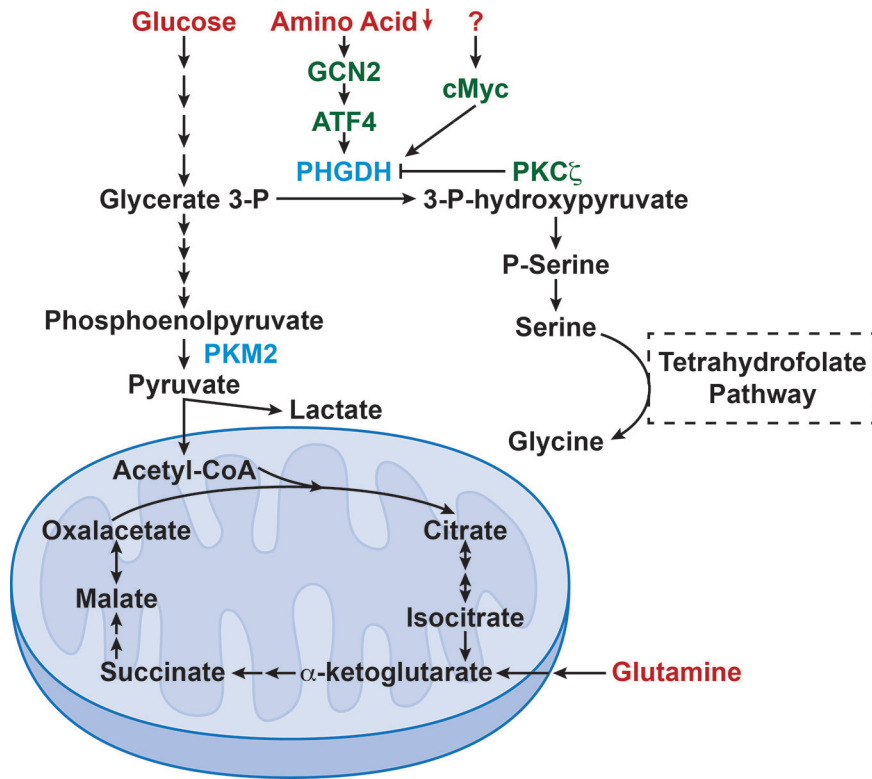 Glucose
Amino Acid↓
?
GCN2
cMyc
ATF4
PHGDH
PKCζ
Glycerate 3-P
3-P-hydroxypyruvate
P-Serine
Phosphoenolpyruvate
Serine
PKM2
Tetrahydrofolate
Pathway
Pyruvate
Lactate
Glycine
Acetyl-CoA
Oxalacetate
Citrate
Malate
Isocitrate
Succinate
α-ketoglutarate
Glutamine